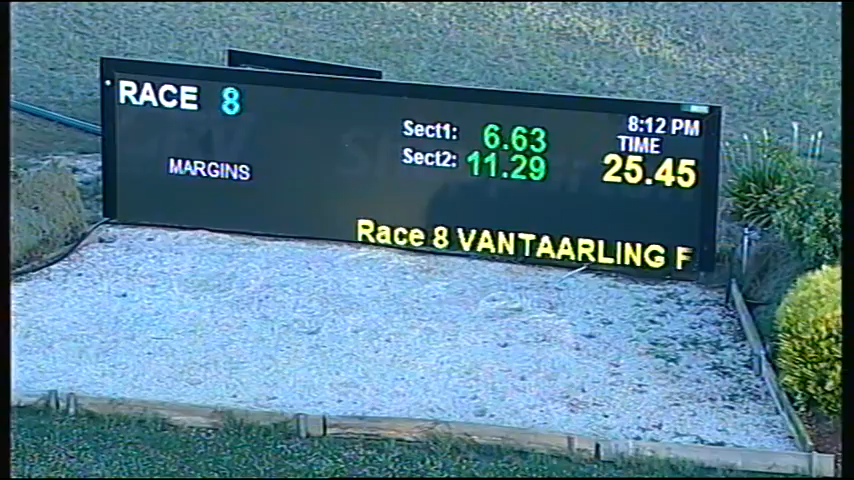 RACE 8
8:12 PM
Sect1: 6.63
TIME
Sect2: 11.29
25.45
MARGINS
Race 8 VANTAARLING F